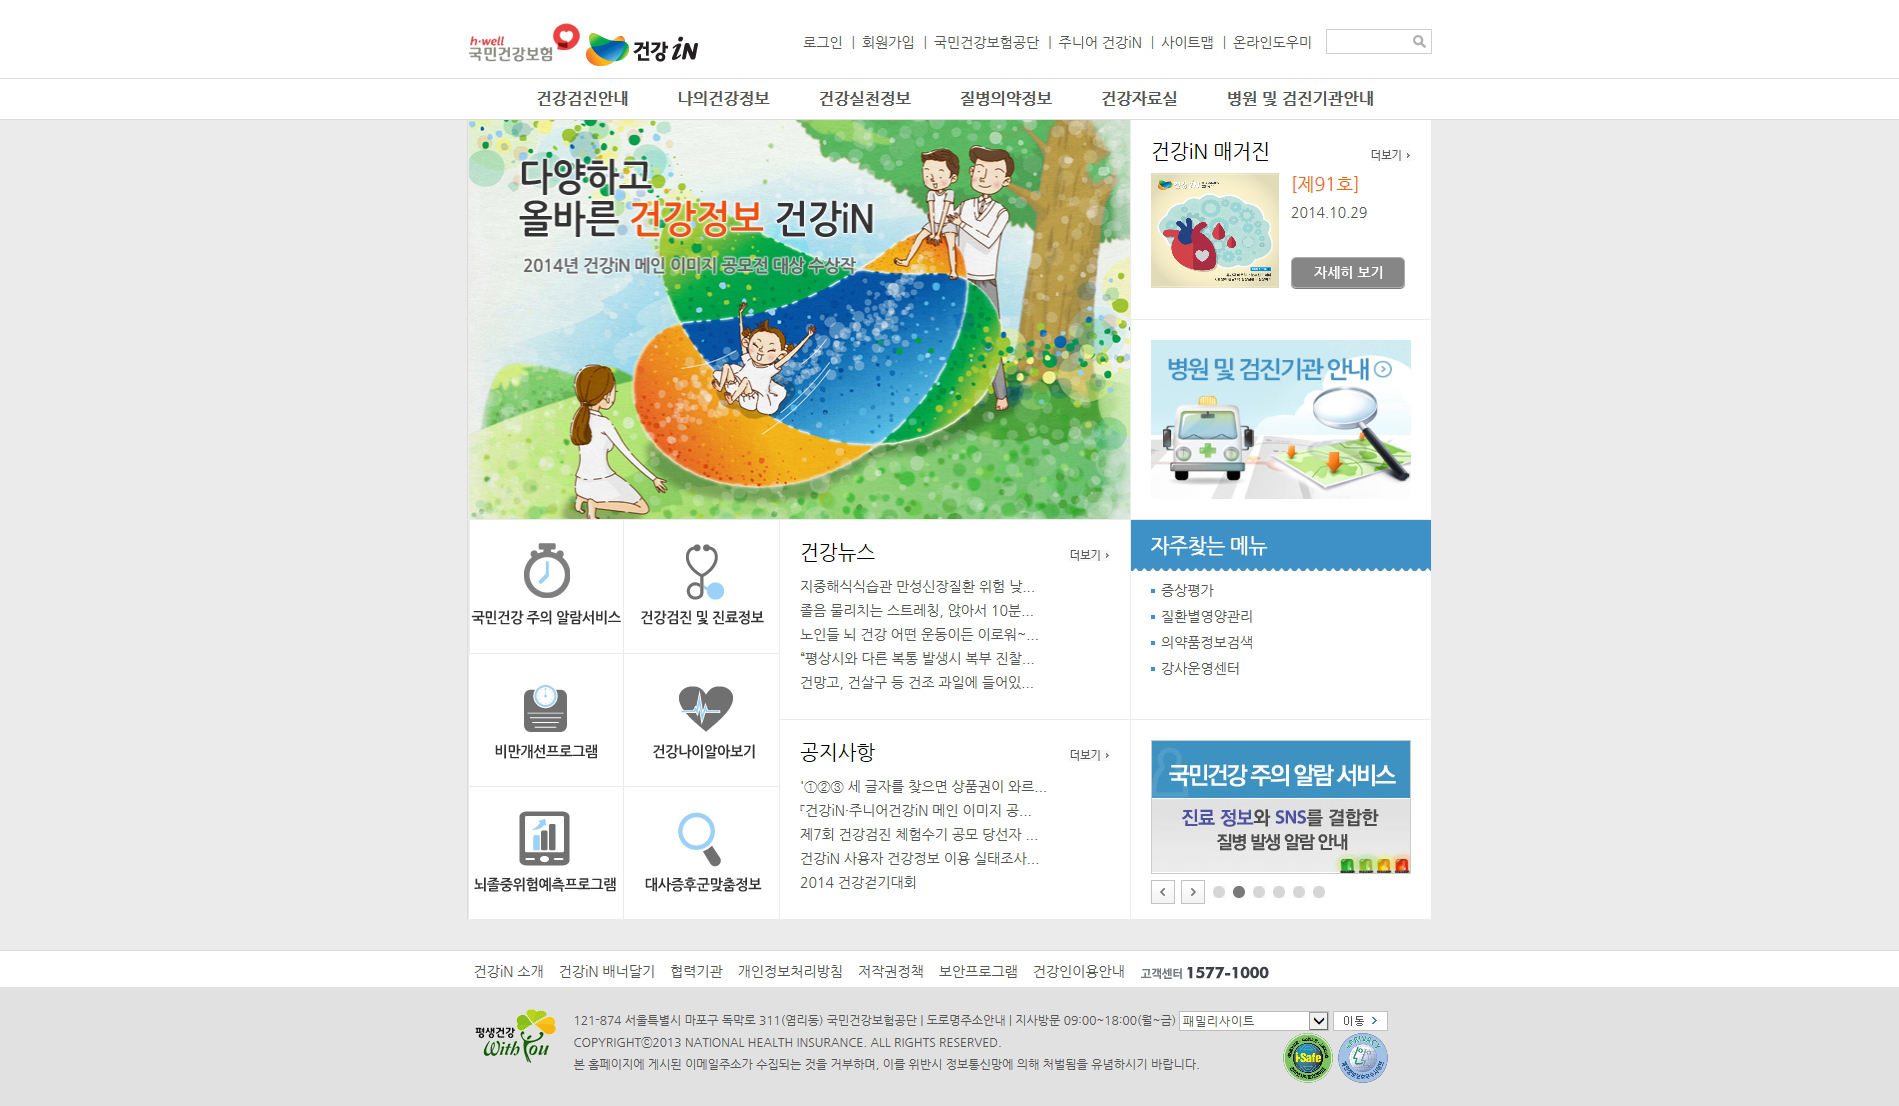 h·well
국민건강보험
건강iN
로그인 | 회원가입 | 국민건강보험공단 | 주니어 건강iN | 사이트맵 | 온라인도우미
건강검진안내 나의건강정보 건강실천정보 질병의약정보 건강자료실 병원 및 검진기관안내
다양하고
올바른 건강정보 건강iN
2014년 건강iN 메인 이미지 공모전 대상 수상작
건강iN 매거진 더보기
[제91호]
2014.10.29
자세히 보기
병원 및 검진기관 안내
국민건강 주의 알람서비스
건강검진 및 진료정보
비만개선프로그램
건강나이알아보기
뇌졸중위험예측프로그램
대사증후군맞춤정보
건강뉴스 더보기
지중해식식습관 만성신장질환 위험 낮...
졸음 물리치는 스트레칭, 앉아서 10분...
노인들 뇌 건강 어떤 운동이든 이로워~...
“평상시와 다른 복통 발생시 복부 진찰...
건망고, 건살구 등 건조 과일에 들어있...
공지사항 더보기
'①②③ 세 글자를 찾으면 상품권이 와르...
『건강iN·주니어건강iN 메인 이미지 공...
제7회 건강검진 체험수기 공모 당선자 ...
건강iN 사용자 건강정보 이용 실태조사...
2014 건강걷기대회
자주찾는 메뉴
증상평가
질환별영양관리
의약품정보검색
강사운영센터
국민건강 주의 알람 서비스
진료 정보와 SNS를 결합한
질병 발생 알람 안내
건강iN 소개 건강iN 배너달기 협력기관 개인정보처리방침 저작권정책 보안프로그램 건강인이용안내 고객센터 1577-1000
평생건강
With You
121-874 서울특별시 마포구 독막로 311(염리동) 국민건강보험공단 | 도로명주소안내 | 지사방문 09:00~18:00(월~금) 패밀리사이트 이동
COPYRIGHTⓒ2013 NATIONAL HEALTH INSURANCE. ALL RIGHTS RESERVED.
본 홈페이지에 게시된 이메일주소가 수집되는 것을 거부하며, 이를 위반시 정보통신망에 의해 처벌됨을 유념하시기 바랍니다.
i-Safe
ePRIVACY